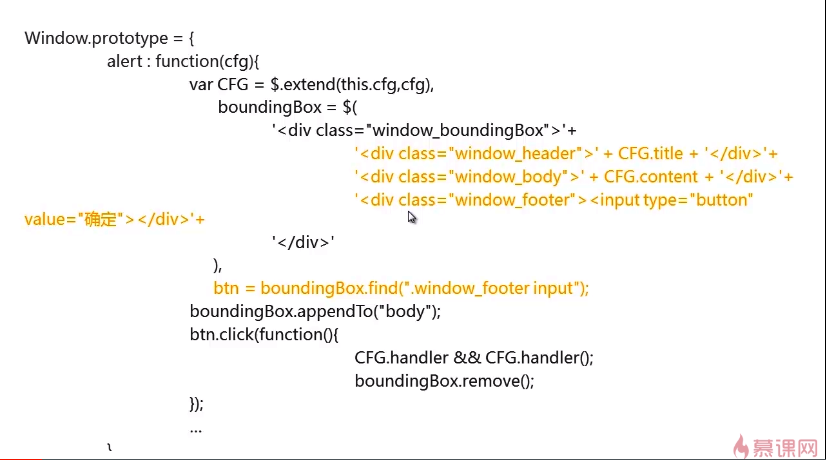 Window.prototype = {
alert : function(cfg){
var CFG = $.extend(this.cfg,cfg),
boundingBox = $(
'<div class="window_boundingBox">'+
'<div class="window_header">' + CFG.title + '</div>'+
'<div class="window_body">' + CFG.content + '</div>'+
'<div class="window_footer"><input type="button"
value="确定"></div>'+
'</div>'
),
btn = boundingBox.find(".window_footer input");
boundingBox.appendTo("body");
btn.click(function(){
CFG.handler && CFG.handler();
boundingBox.remove();
});
...
}
慕课网